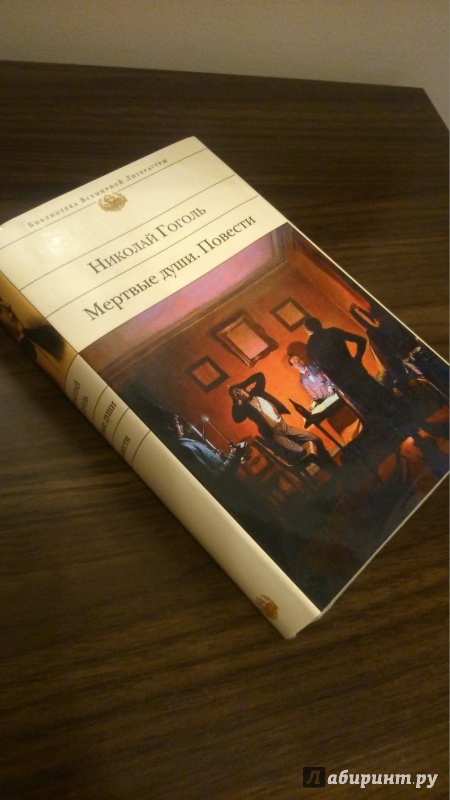 Библиотека Всемирной Литературы
Николай Гоголь
Мертвые души. Повести
Лабиринт.ру